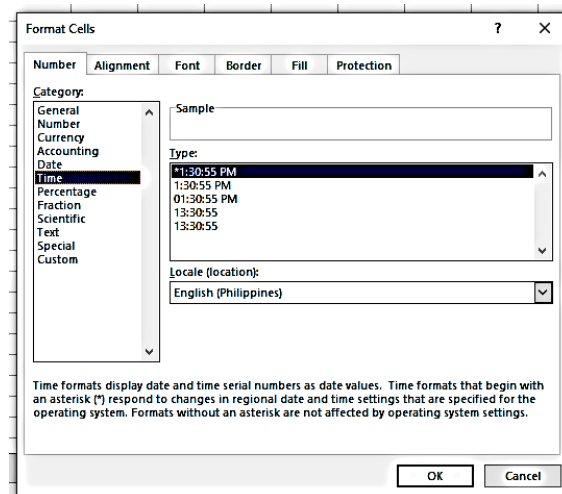 Format Cells ? ×
Number Alignment Font Border Fill Protection
Category:
General
Number
Currency
Accounting
Date
Time
Percentage
Fraction
Scientific
Text
Special
Custom
Sample
Type:
*1:30:55 PM
1:30:55 PM
01:30:55 PM
13:30:55
13:30:55
Locale (location):
English (Philippines)
Time formats display date and time serial numbers as date values. Time formats that begin with
an asterisk (*) respond to changes in regional date and time settings that are specified for the
operating system. Formats without an asterisk are not affected by operating system settings.
OK Cancel